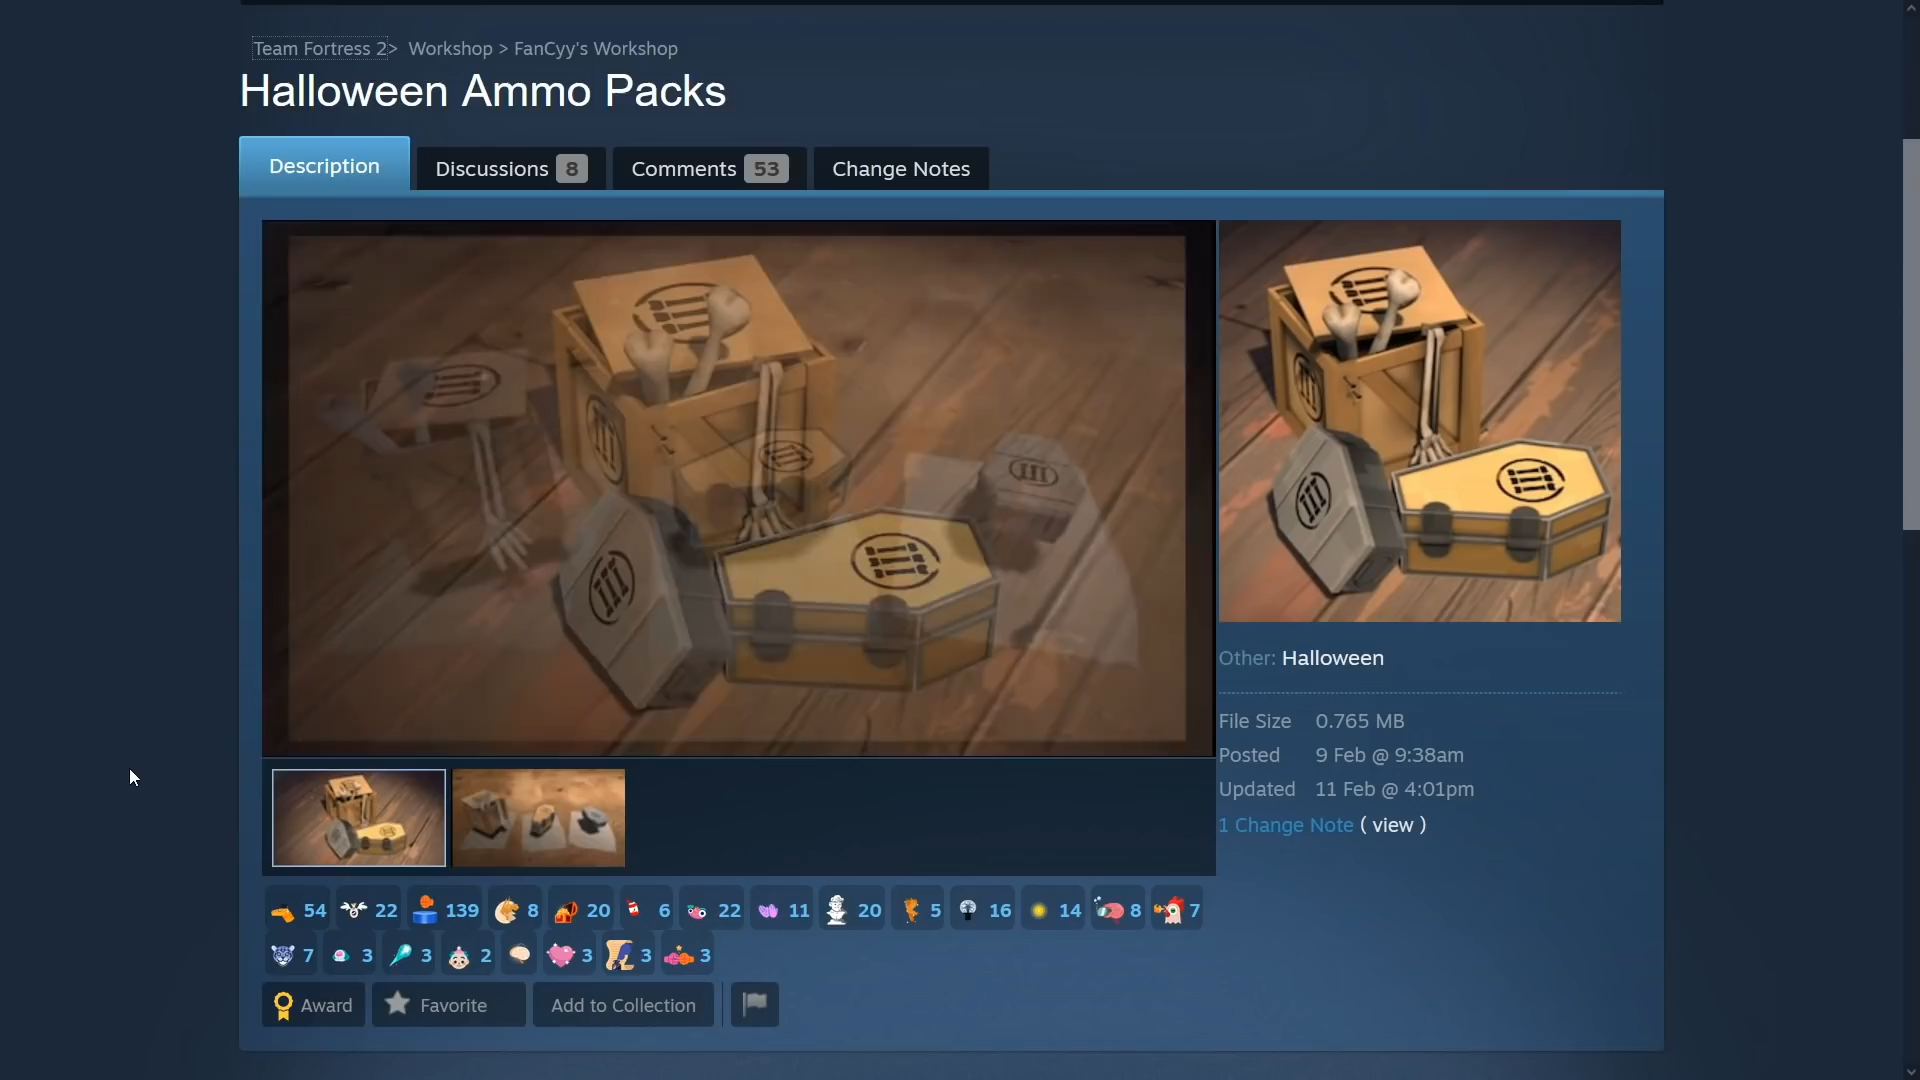 Team Fortress 2 > Workshop > FanCyy's Workshop
Halloween Ammo Packs
Description
Discussions 8
Comments 53
Change Notes
Other: Halloween
File Size 0.765 MB
Posted 9 Feb @ 9:38am
Updated 11 Feb @ 4:01pm
1 Change Note ( view )
54 22 139 8 20 6 22 11 20 5 16 14 8 7
7 3 3 2 3 3 3
Award
Favorite
Add to Collection